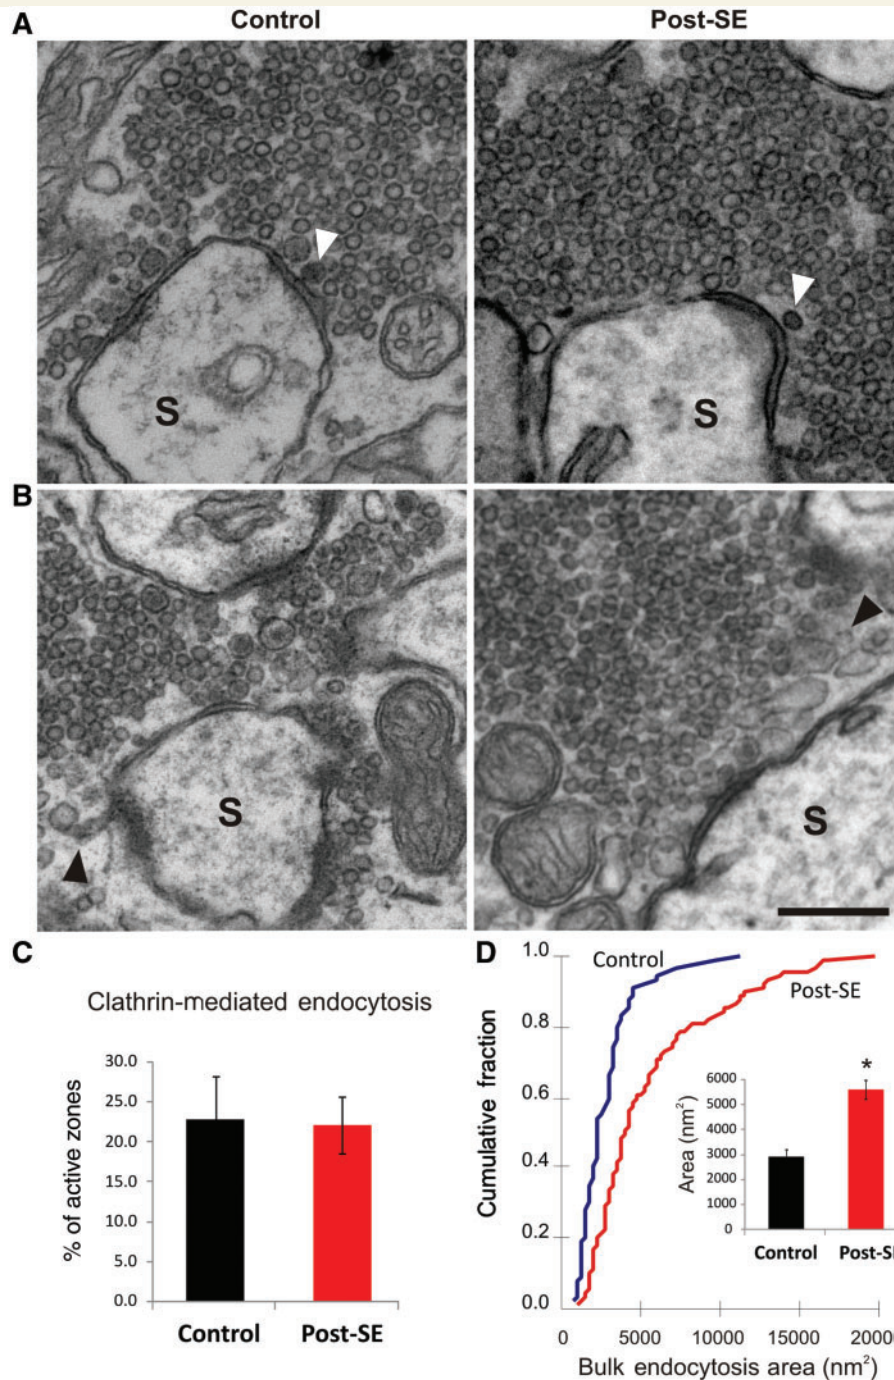 A
Control
Post-SE
S
S
B
S
S
C
Clathrin-mediated endocytosis
% of active zones
30.0
25.0
20.0
15.0
10.0
5.0
0.0
Control
Post-SE
D
Cumulative fraction
1.0
0.8
0.6
0.4
0.2
0.0
Control
Post-SE
*
Area (nm²)
6000
5000
4000
3000
2000
1000
0
Control
Post-SE
0
5000
10000
15000
20000
Bulk endocytosis area (nm²)